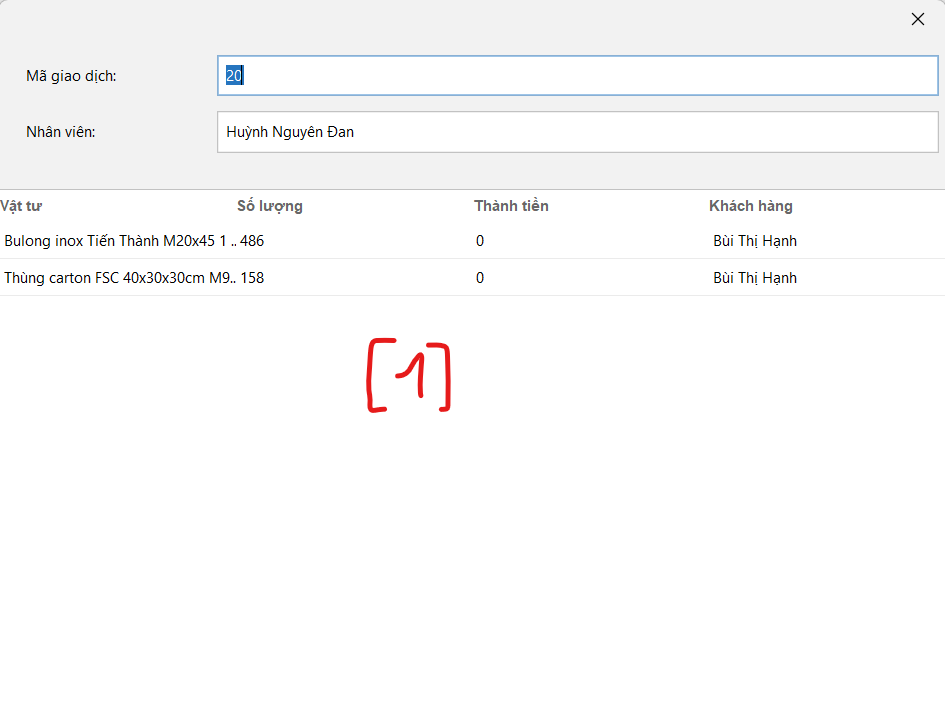 Mã giao dịch: 20
Nhân viên: Huỳnh Nguyên Đan
Vật tư Số lượng Thành tiền Khách hàng
Bulong inox Tiến Thành M20x45 1 .. 486 0 Bùi Thị Hạnh
Thùng carton FSC 40x30x30cm M9.. 158 0 Bùi Thị Hạnh
[1]